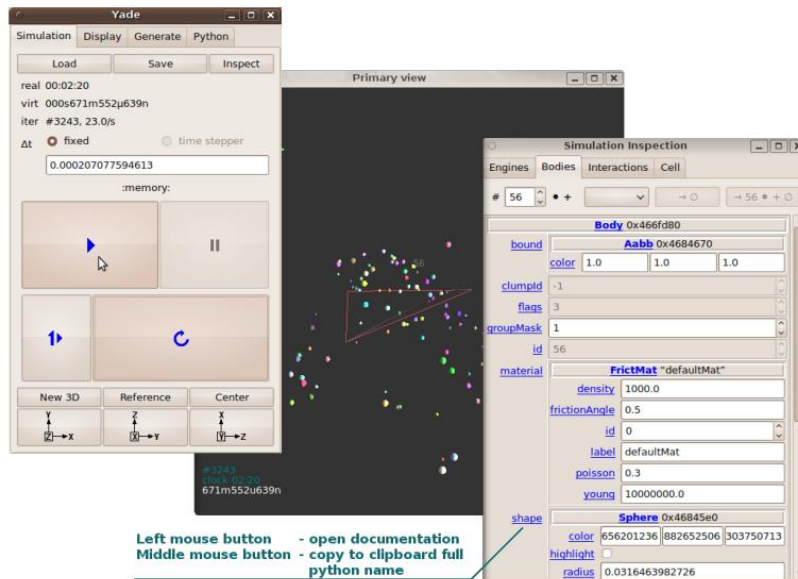 Yade
Simulation Display Generate Python
Load Save Inspect
real 00:02:20
virt 000s671m552μ639n
iter #3243, 23.0/s
Δt fixed time stepper
0.000207077594613
:memory:
New 3D Reference Center
Y Z X
Z X X Y Y Z
Primary view
56
#3243
clock 02:20
671m552u639n
Simulation Inspection
Engines Bodies Interactions Cell
# 56 • + → ∅ → 56 • + ∅
Body 0x466fd80
bound Aabb 0x4684670
color 1.0 1.0 1.0
clumpId -1
flags 3
groupMask 1
id 56
material FrictMat "defaultMat"
density 1000.0
frictionAngle 0.5
id 0
label defaultMat
poisson 0.3
young 10000000.0
shape Sphere 0x46845e0
color 656201236 882652506 303750713
highlight
radius 0.0316463982726
Left mouse button - open documentation
Middle mouse button - copy to clipboard full
python name